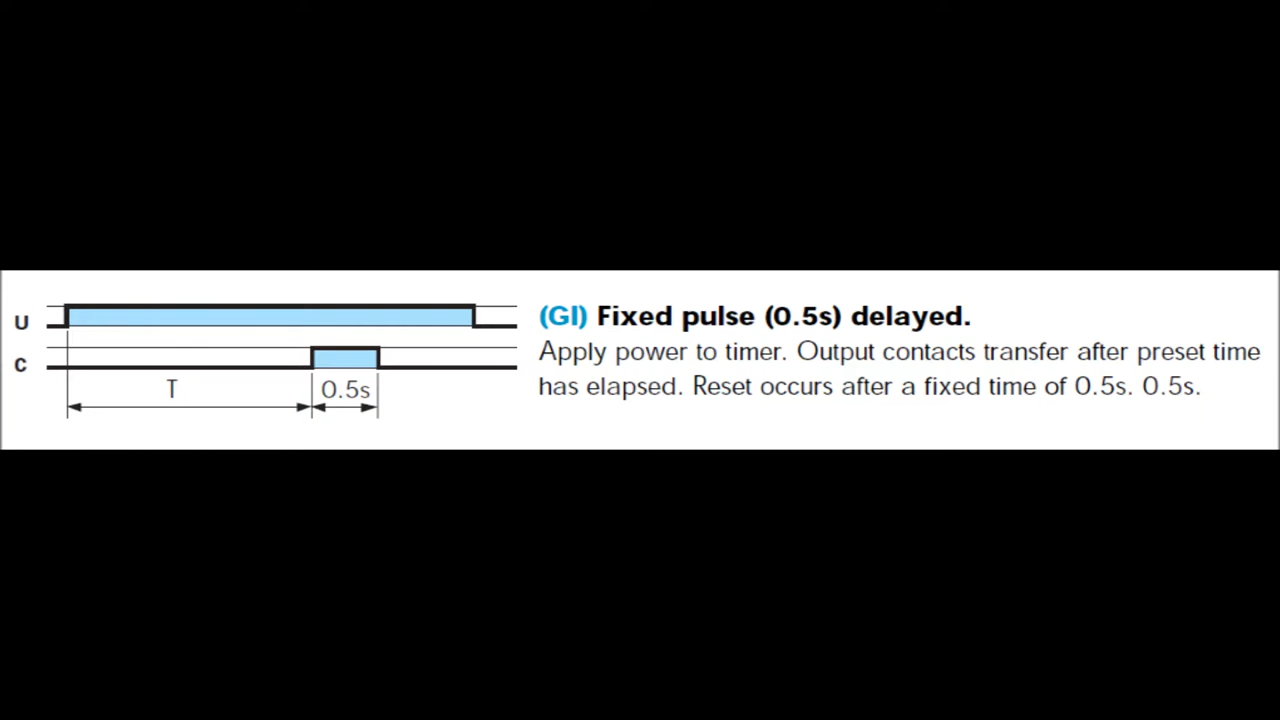 U
C
T
0.5s
(GI) Fixed pulse (0.5s) delayed.
Apply power to timer. Output contacts transfer after preset time
has elapsed. Reset occurs after a fixed time of 0.5s. 0.5s.